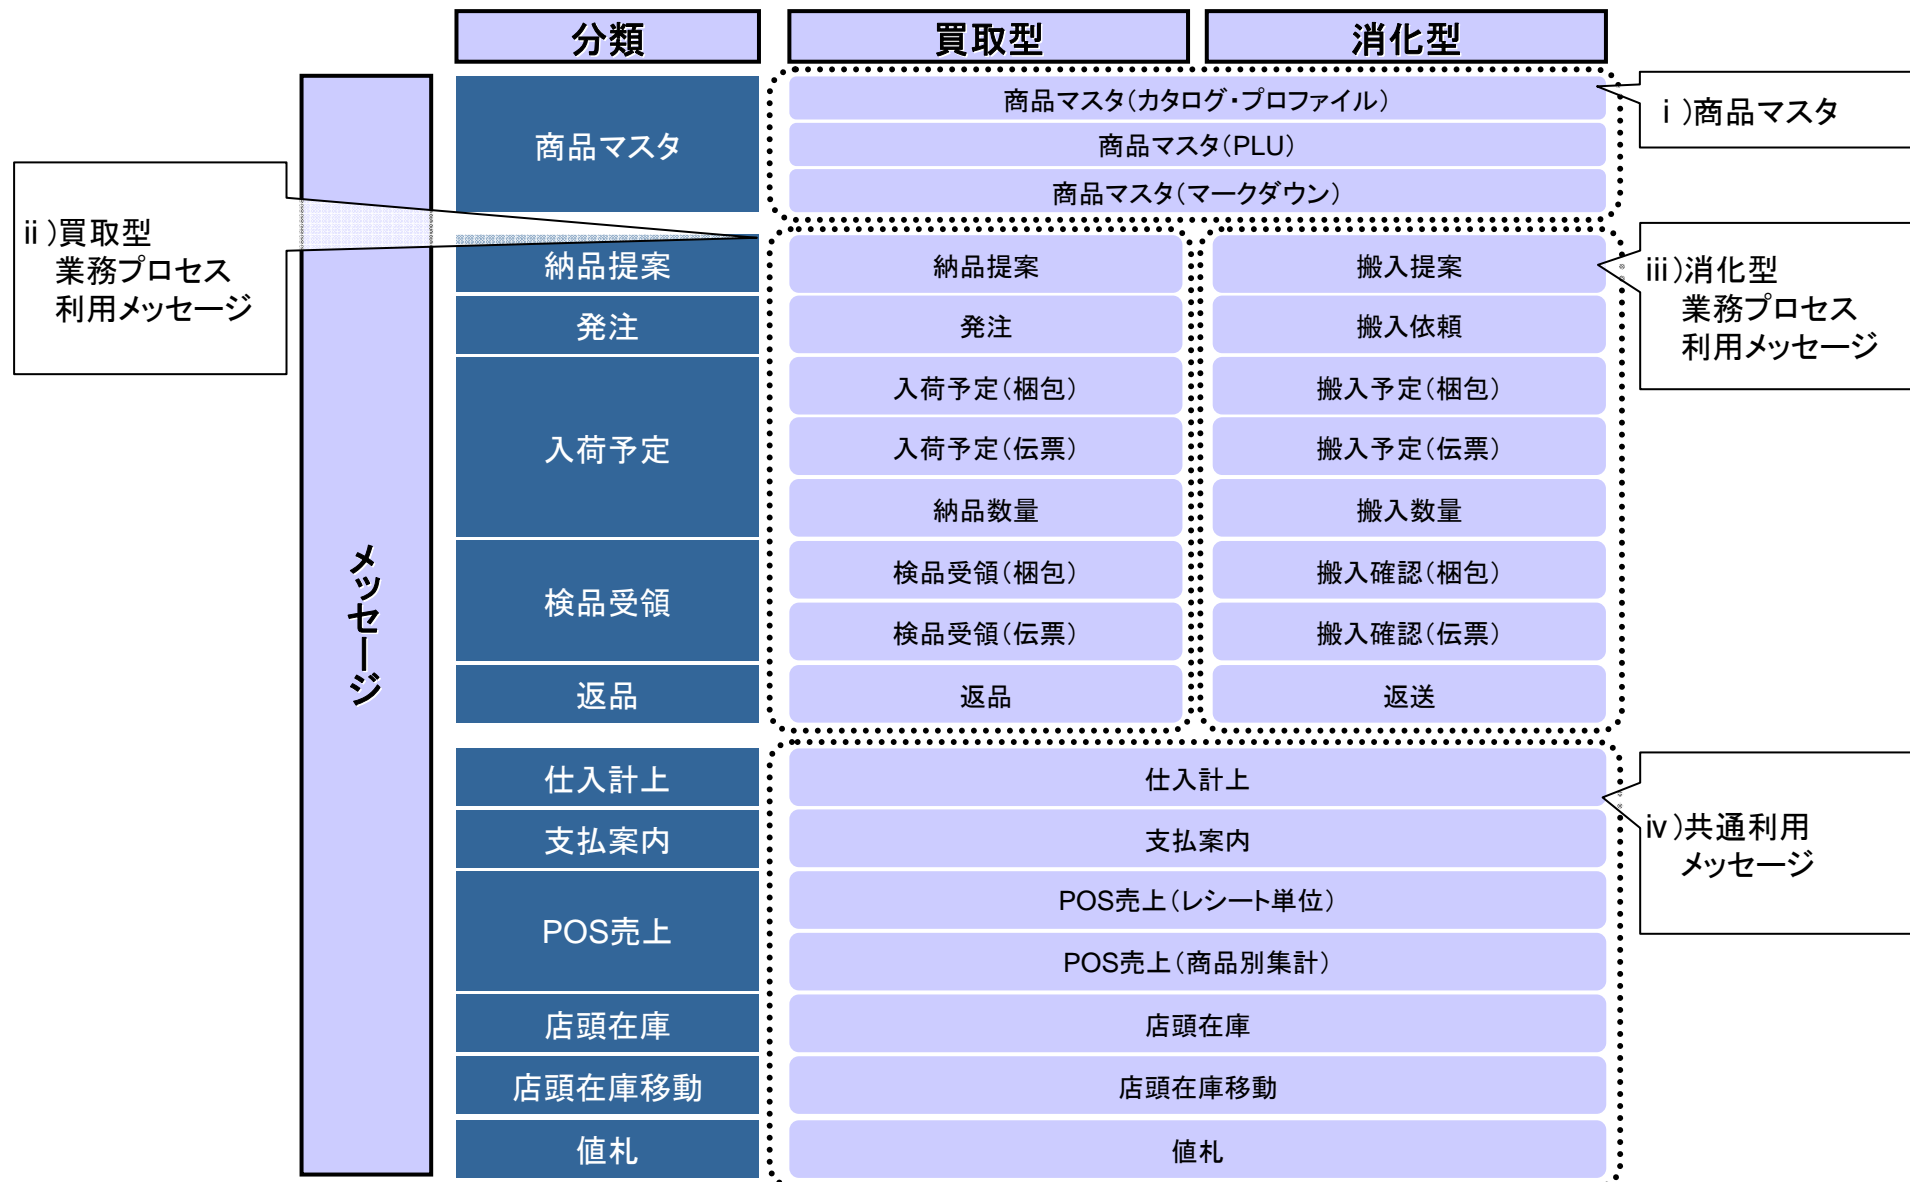 分類
買取型
消化型
メッセージ
商品マスタ
商品マスタ(カタログ・プロファイル)
商品マスタ(PLU)
商品マスタ(マークダウン)
ⅰ)商品マスタ
ⅱ)買取型
業務プロセス
利用メッセージ
納品提案
納品提案
搬入提案
ⅲ)消化型
業務プロセス
利用メッセージ
発注
発注
搬入依頼
入荷予定
入荷予定(梱包)
搬入予定(梱包)
入荷予定(伝票)
搬入予定(伝票)
納品数量
搬入数量
検品受領
検品受領(梱包)
搬入確認(梱包)
検品受領(伝票)
搬入確認(伝票)
返品
返品
返送
仕入計上
仕入計上
ⅳ)共通利用
メッセージ
支払案内
支払案内
POS売上
POS売上(レシート単位)
POS売上(商品別集計)
店頭在庫
店頭在庫
店頭在庫移動
店頭在庫移動
値札
値札